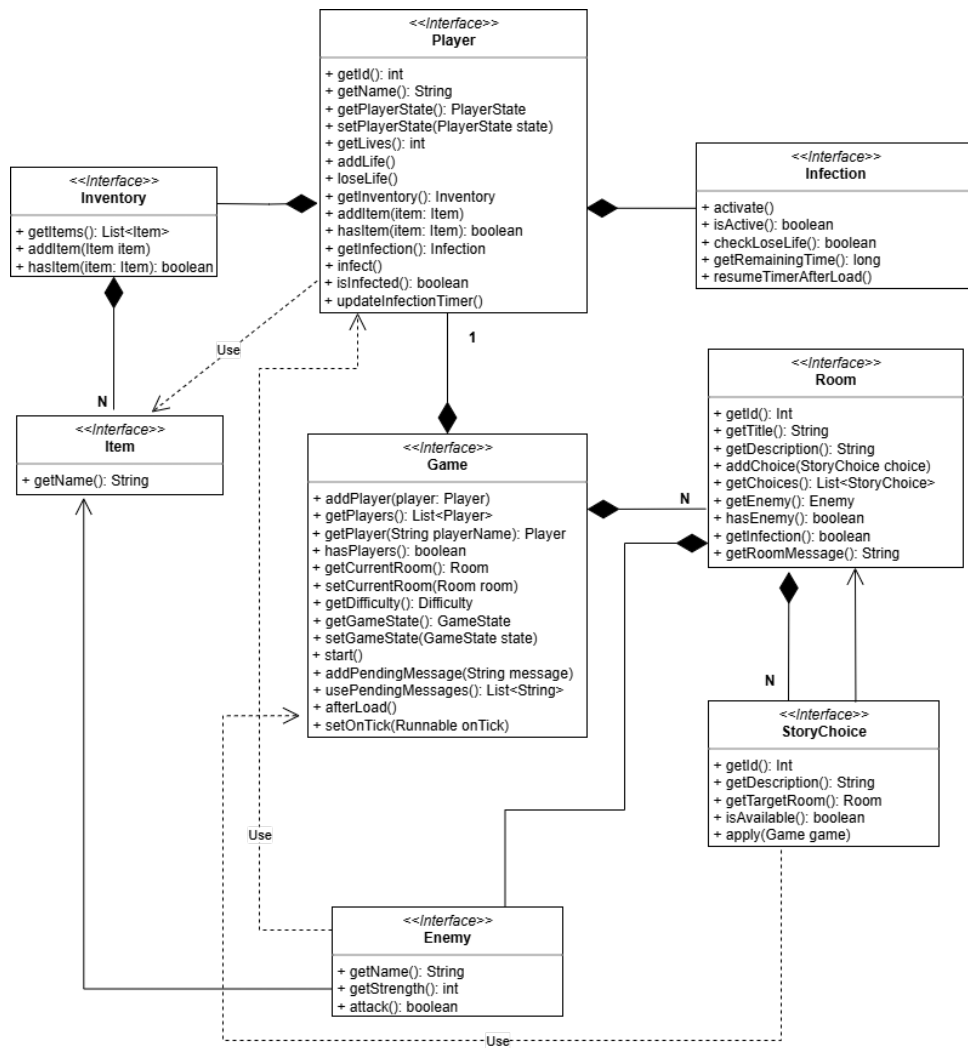 <<Interface>>
Player
+ getId(): int
+ getName(): String
+ getPlayerState(): PlayerState
+ setPlayerState(PlayerState state)
+ getLives(): int
+ addLife()
+ loseLife()
+ getInventory(): Inventory
+ addItem(item: Item)
+ hasItem(item: Item): boolean
+ getInfection(): Infection
+ infect()
+ isInfected(): boolean
+ updateInfectionTimer()
<<Interface>>
Inventory
+ getItems(): List<Item>
+ addItem(Item item)
+ hasItem(item: Item): boolean
<<Interface>>
Infection
+ activate()
+ isActive(): boolean
+ checkLoseLife(): boolean
+ getRemainingTime(): long
+ resumeTimerAfterLoad()
Use
1
N
<<Interface>>
Item
+ getName(): String
<<Interface>>
Game
+ addPlayer(player: Player)
+ getPlayers(): List<Player>
+ getPlayer(String playerName): Player
+ hasPlayers(): boolean
+ getCurrentRoom(): Room
+ setCurrentRoom(Room room)
+ getDifficulty(): Difficulty
+ getGameState(): GameState
+ setGameState(GameState state)
+ start()
+ addPendingMessage(String message)
+ usePendingMessages(): List<String>
+ afterLoad()
+ setOnTick(Runnable onTick)
N
<<Interface>>
Room
+ getId(): Int
+ getTitle(): String
+ getDescription(): String
+ addChoice(StoryChoice choice)
+ getChoices(): List<StoryChoice>
+ getEnemy(): Enemy
+ hasEnemy(): boolean
+ getInfection(): boolean
+ getRoomMessage(): String
N
<<Interface>>
StoryChoice
+ getId(): Int
+ getDescription(): String
+ getTargetRoom(): Room
+ isAvailable(): boolean
+ apply(Game game)
Use
<<Interface>>
Enemy
+ getName(): String
+ getStrength(): int
+ attack(): boolean
Use